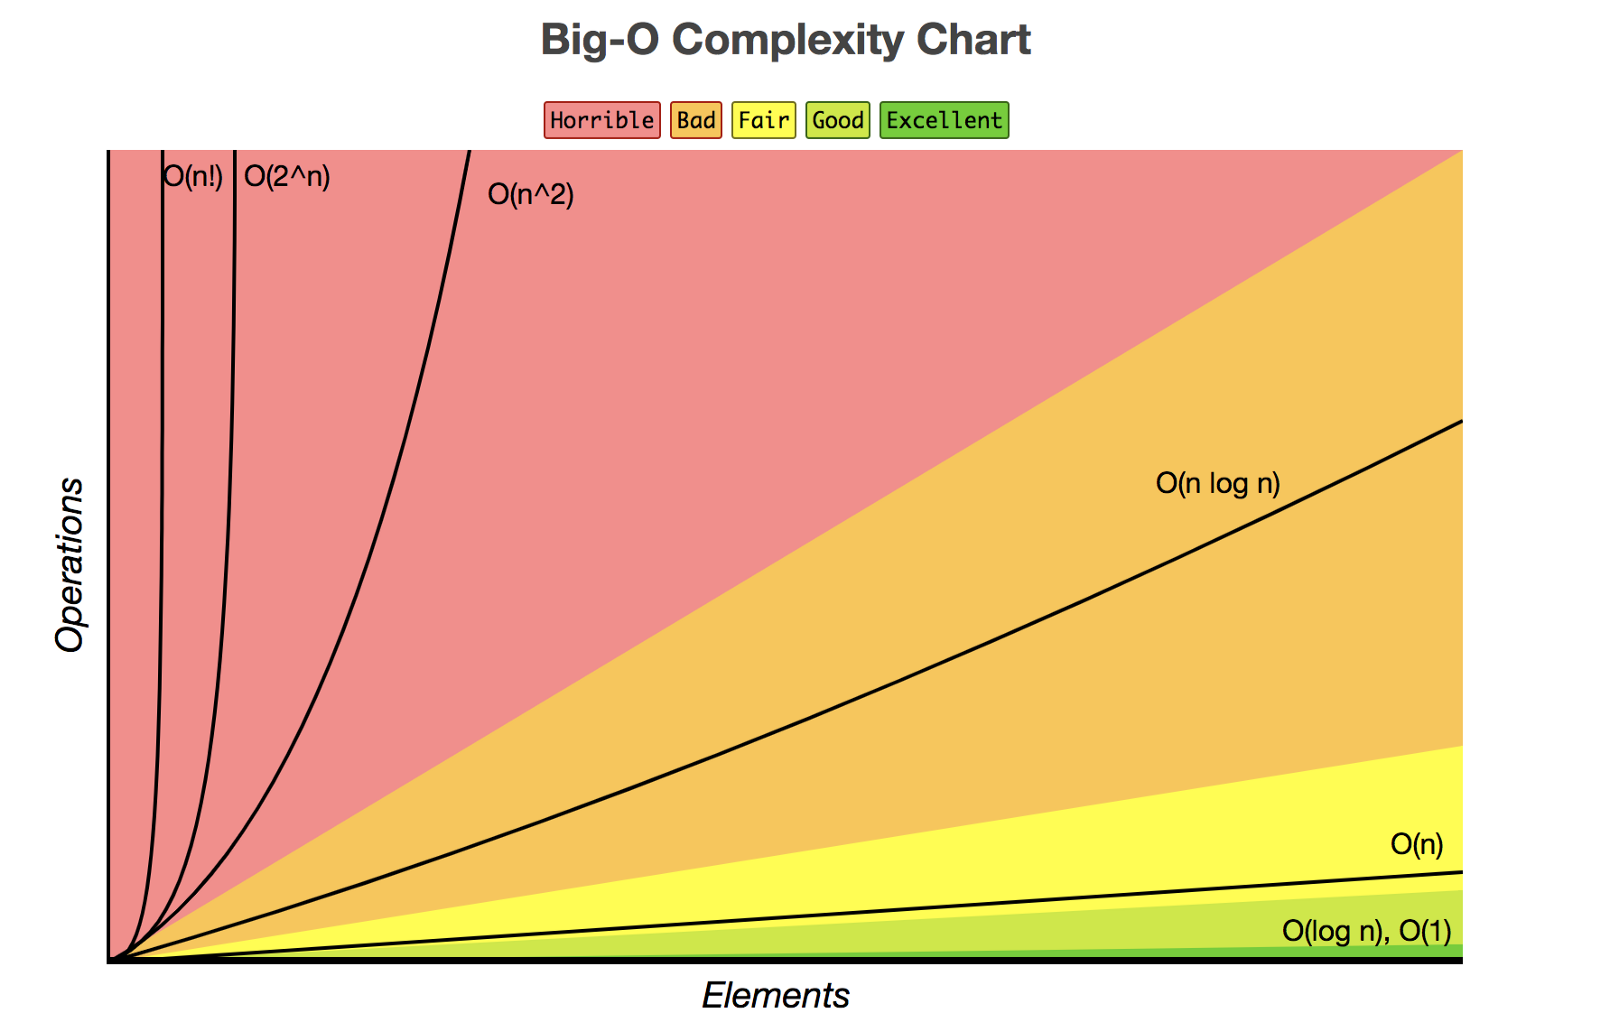 Big-O Complexity Chart
Horrible Bad Fair Good Excellent
O(n!) O(2^n)
O(n^2)
O(n log n)
O(n)
O(log n), O(1)
Operations
Elements